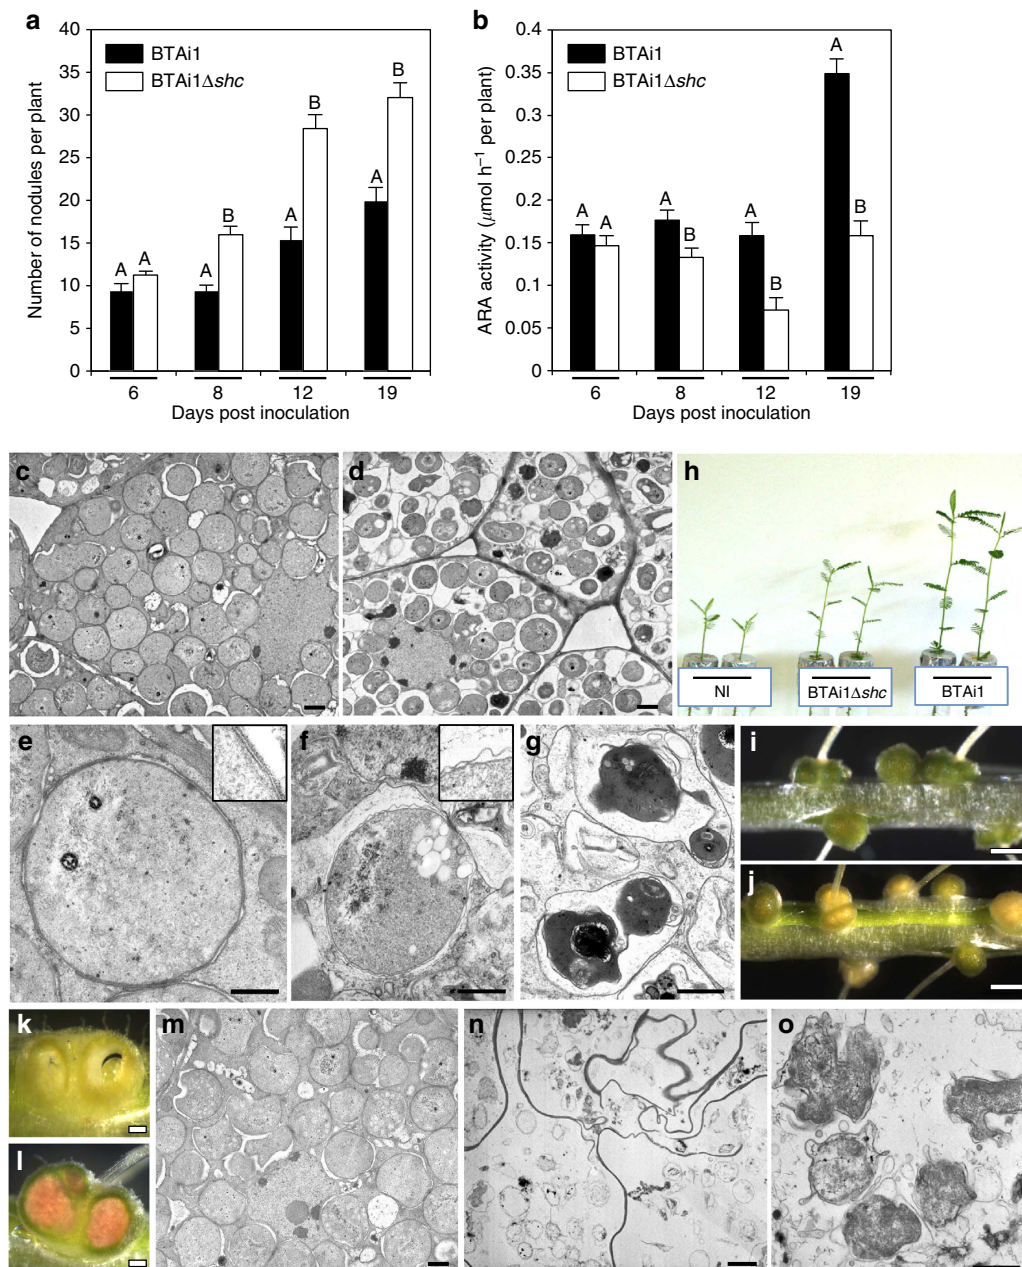 a
40
35
30
25
20
15
10
5
0
Number of nodules per plant
BTAi1
BTAi1Δshc
A A
A B
A B
A B
6 8 12 19
Days post inoculation
b
0.4
0.35
0.3
0.25
0.2
0.15
0.1
0.05
0
ARA activity (μmol h⁻¹ per plant)
BTAi1
BTAi1Δshc
A A
A B
A B
A B
6 8 12 19
Days post inoculation
c
d
h
NI
BTAi1Δshc
BTAi1
e
f
g
i
j
k
l
m
n
o